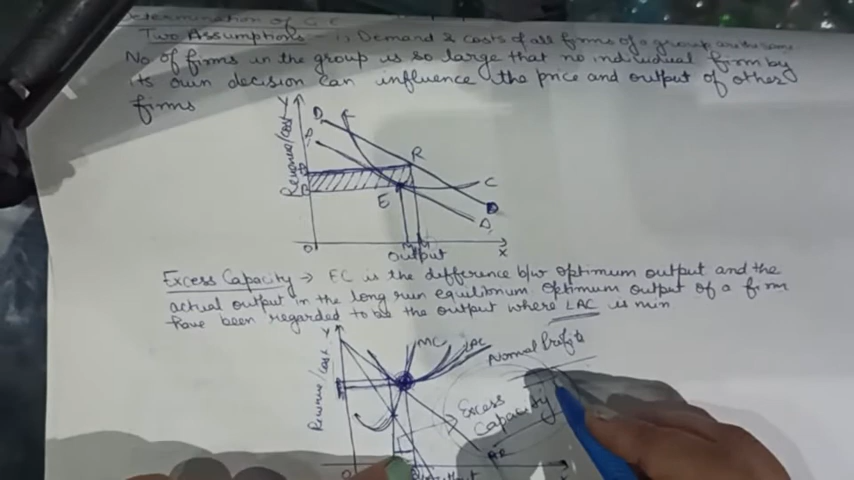 Determination of G.E
Two Assumptions - 1) Demand & costs of all firms of a group are the same
No of firms in the group is so large that no individual firm by
its own decision can influence the price and output of other
firms
Y
D
D
Revenue/cost
R
C
E
D
D
O
M
M
X
output
Excess Capacity → EC is the difference b/w optimum output and the
actual output in the long run equilibrium. Optimum output of a firm
have been regarded to be the output where LAC is min
Y
MC
LAC
Normal Profits
Revenue/cost
Excess
Capacity
AR